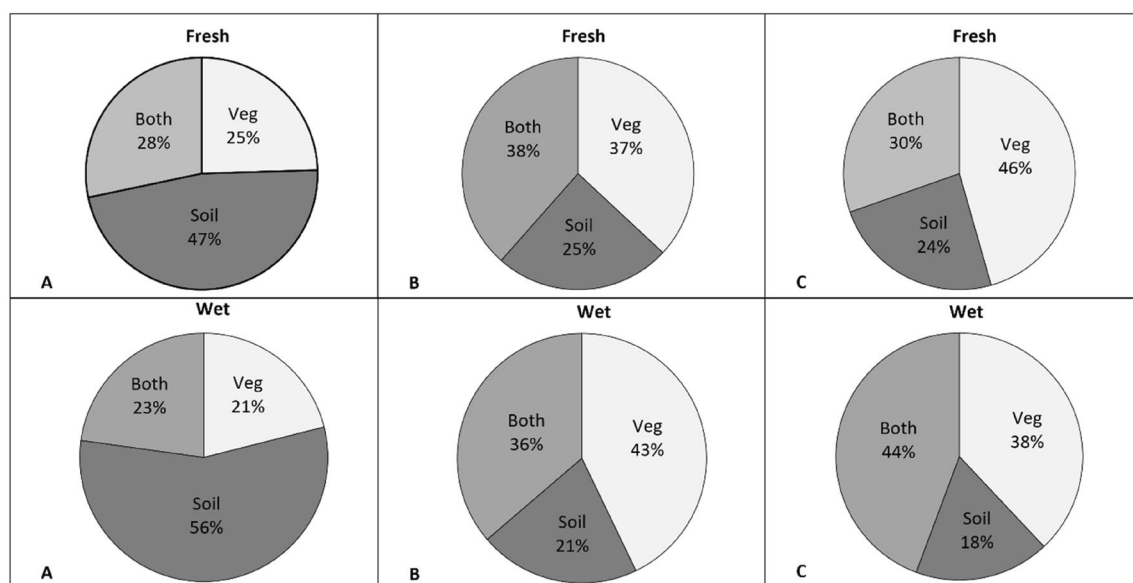 Fresh
Both
28%
Veg
25%
Soil
47%
A
Fresh
Both
38%
Veg
37%
Soil
25%
B
Fresh
Both
30%
Veg
46%
Soil
24%
C
Wet
Both
23%
Veg
21%
Soil
56%
A
Wet
Both
36%
Veg
43%
Soil
21%
B
Wet
Both
44%
Veg
38%
Soil
18%
C